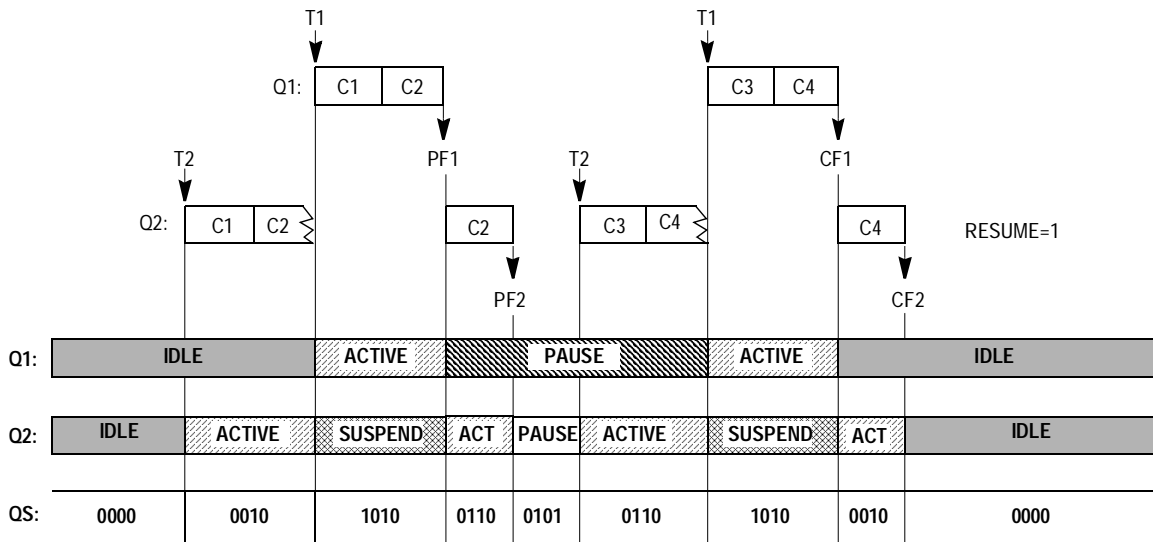 T1 T1
Q1: C1 C2 C3 C4
T2 PF1 T2 CF1
Q2: C1 C2 C2 C3 C4 C4 RESUME=1
PF2 CF2
Q1: IDLE ACTIVE PAUSE ACTIVE IDLE
Q2: IDLE ACTIVE SUSPEND ACT PAUSE ACTIVE SUSPEND ACT IDLE
QS: 0000 0010 1010 0110 0101 0110 1010 0010 0000